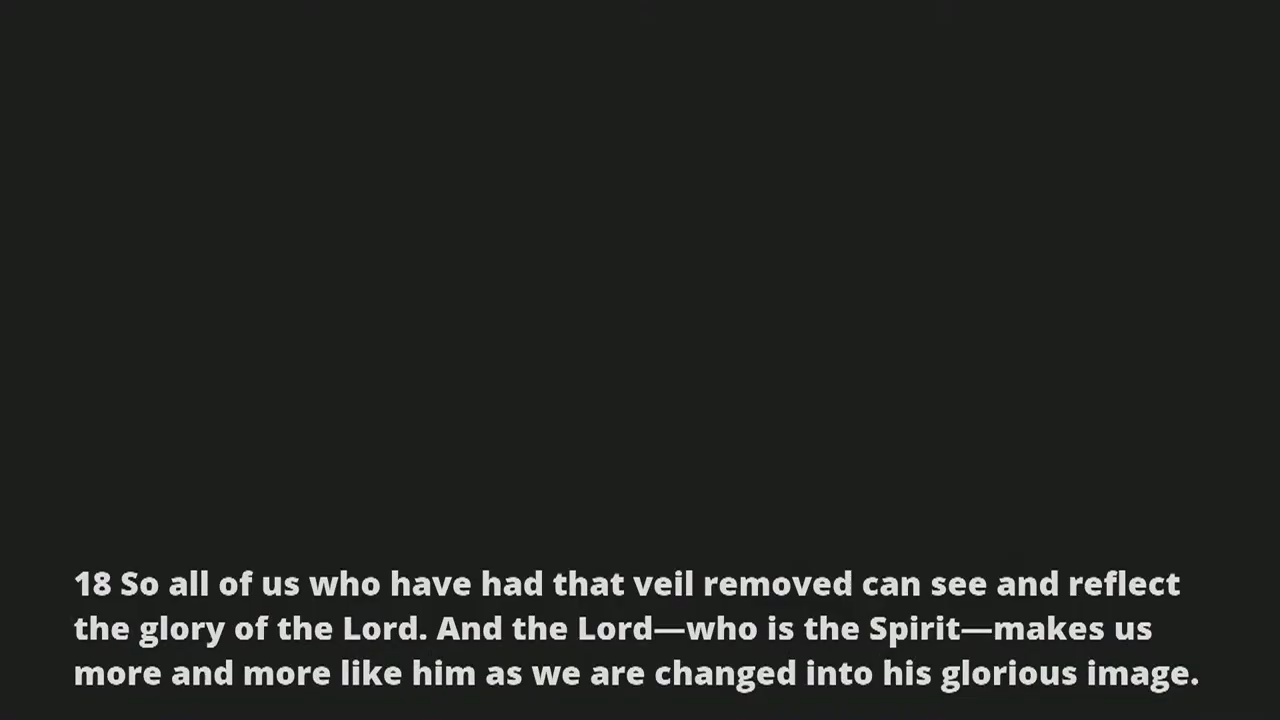 18 So all of us who have had that veil removed can see and reflect
the glory of the Lord. And the Lord—who is the Spirit—makes us
more and more like him as we are changed into his glorious image.